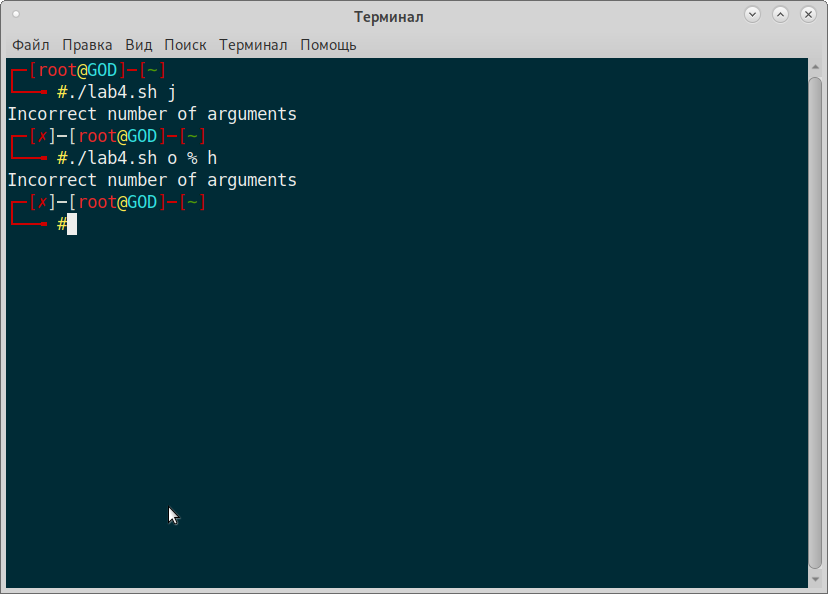 Терминал
Файл Правка Вид Поиск Терминал Помощь
┌─[root@GOD]─[~]
└──╼ #./lab4.sh j
Incorrect number of arguments
┌─[✗]─[root@GOD]─[~]
└──╼ #./lab4.sh o % h
Incorrect number of arguments
┌─[✗]─[root@GOD]─[~]
└──╼ #